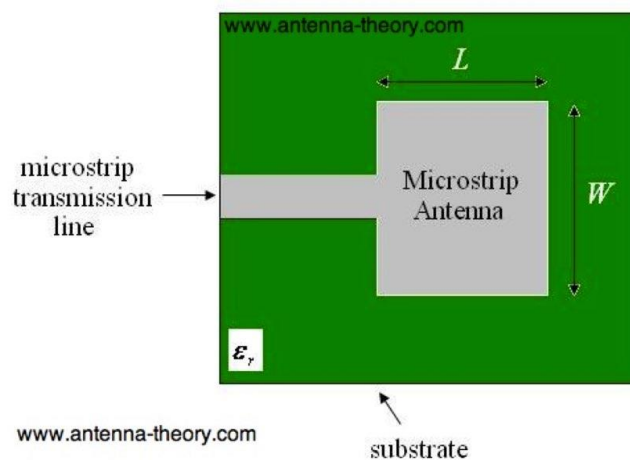 www.antenna-theory.com
L
microstrip
transmission
line
Microstrip
Antenna
W
εr
www.antenna-theory.com
substrate